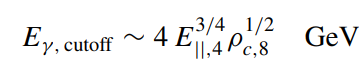 E_{γ, cutoff} ∼ 4 E_{||,4}^{3/4} ρ_{c,8}^{1/2} GeV